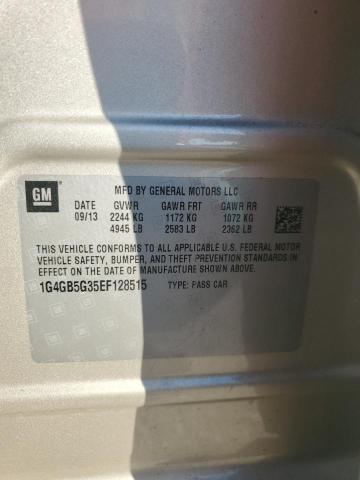 GM
MFD BY GENERAL MOTORS LLC
DATE GVWR GAWR FRT GAWR RR
09/13 2244 KG 1172 KG 1072 KG
4945 LB 2583 LB 2362 LB
THIS VEHICLE CONFORMS TO ALL APPLICABLE U.S. FEDERAL MOTOR
VEHICLE SAFETY, BUMPER, AND THEFT PREVENTION STANDARDS
IN EFFECT ON THE DATE OF MANUFACTURE SHOWN ABOVE.
1G4GB5G35EF128515 TYPE: PASS CAR